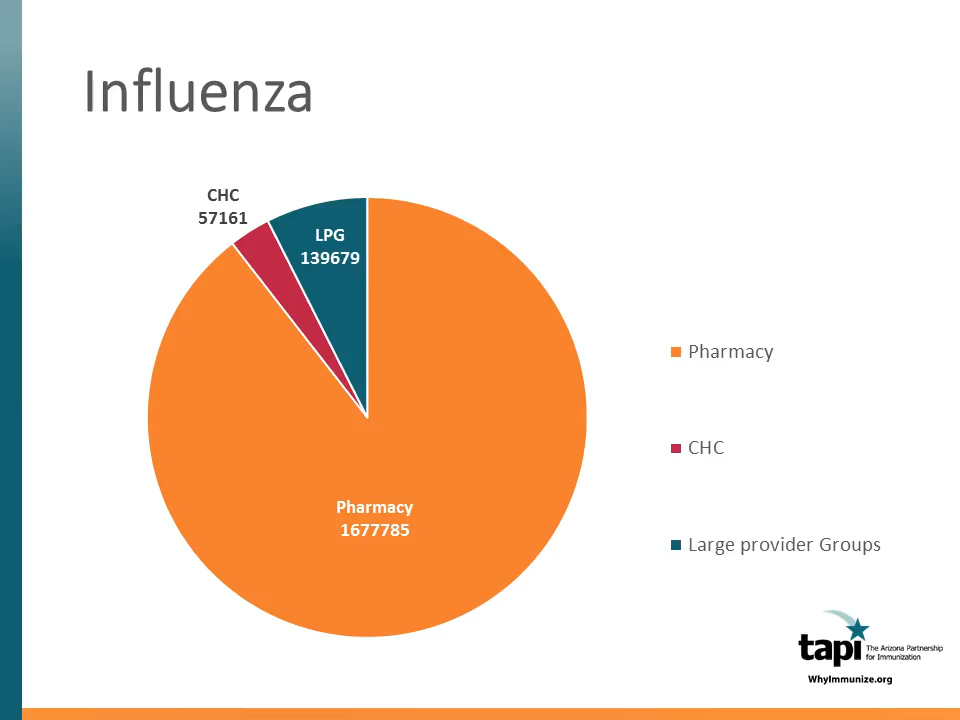 Influenza
CHC
57161
LPG
139679
Pharmacy
1677785
Pharmacy
CHC
Large provider Groups
tapi
The Arizona Partnership
for Immunization
WhyImmunize.org